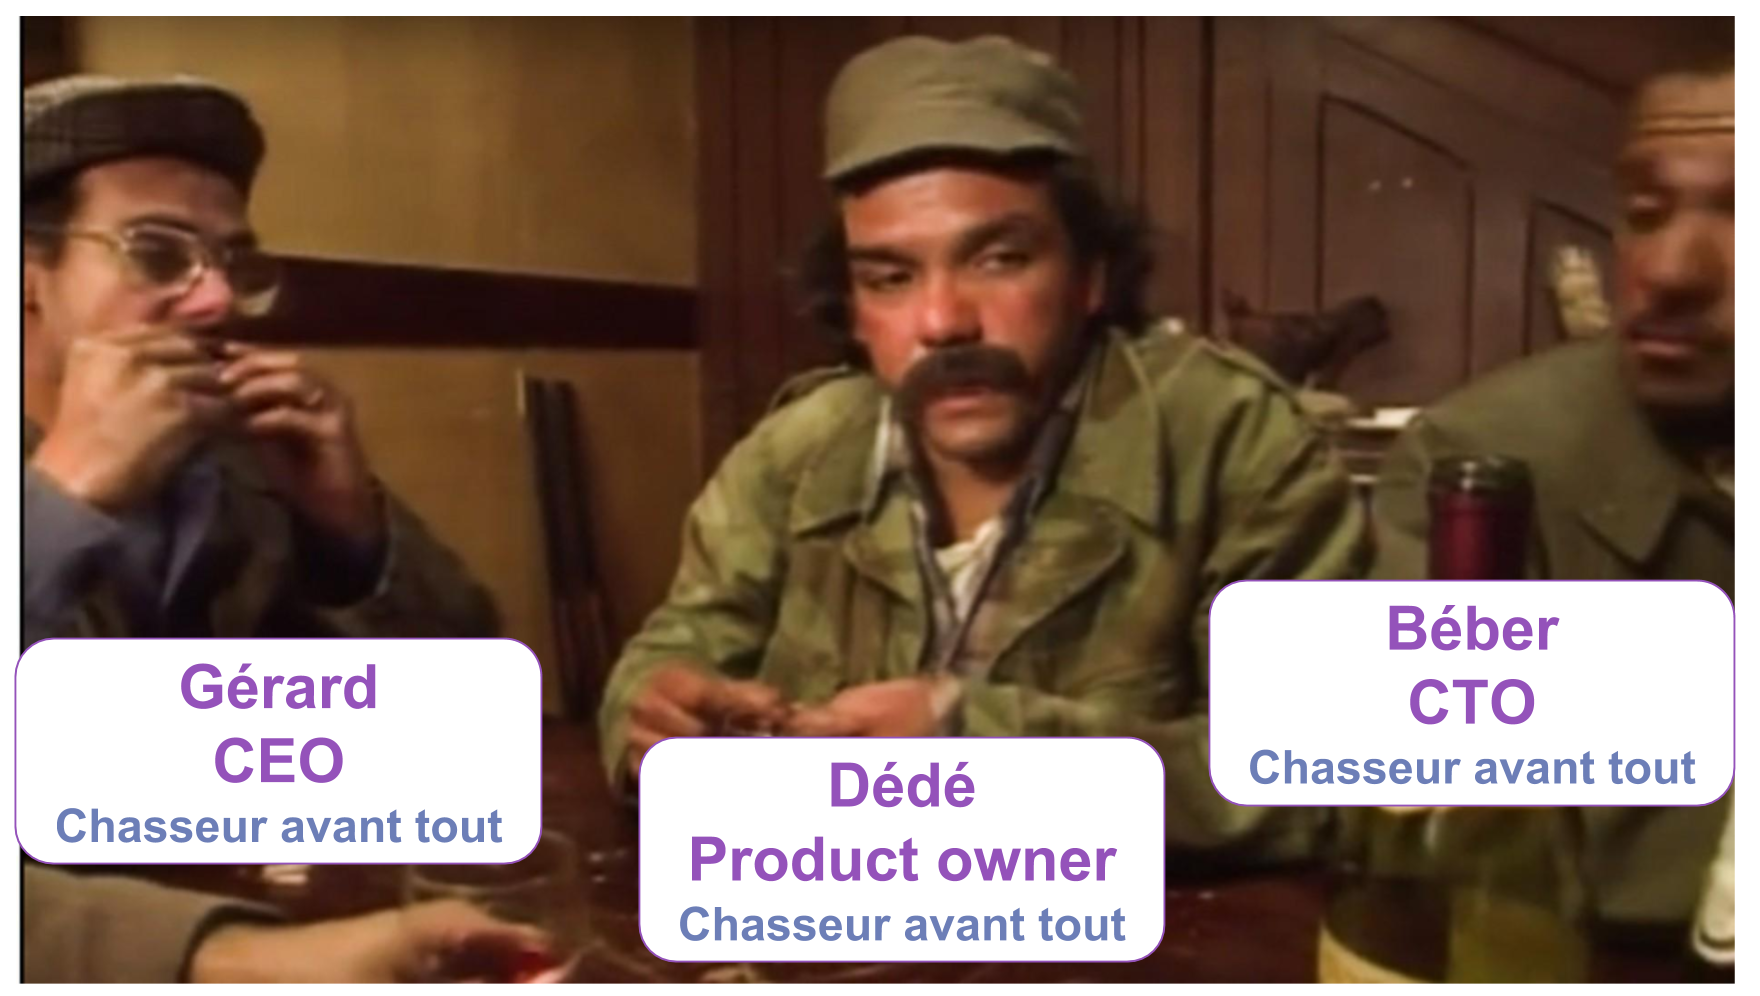 Gérard
CEO
Chasseur avant tout
Dédé
Product owner
Chasseur avant tout
Béber
CTO
Chasseur avant tout